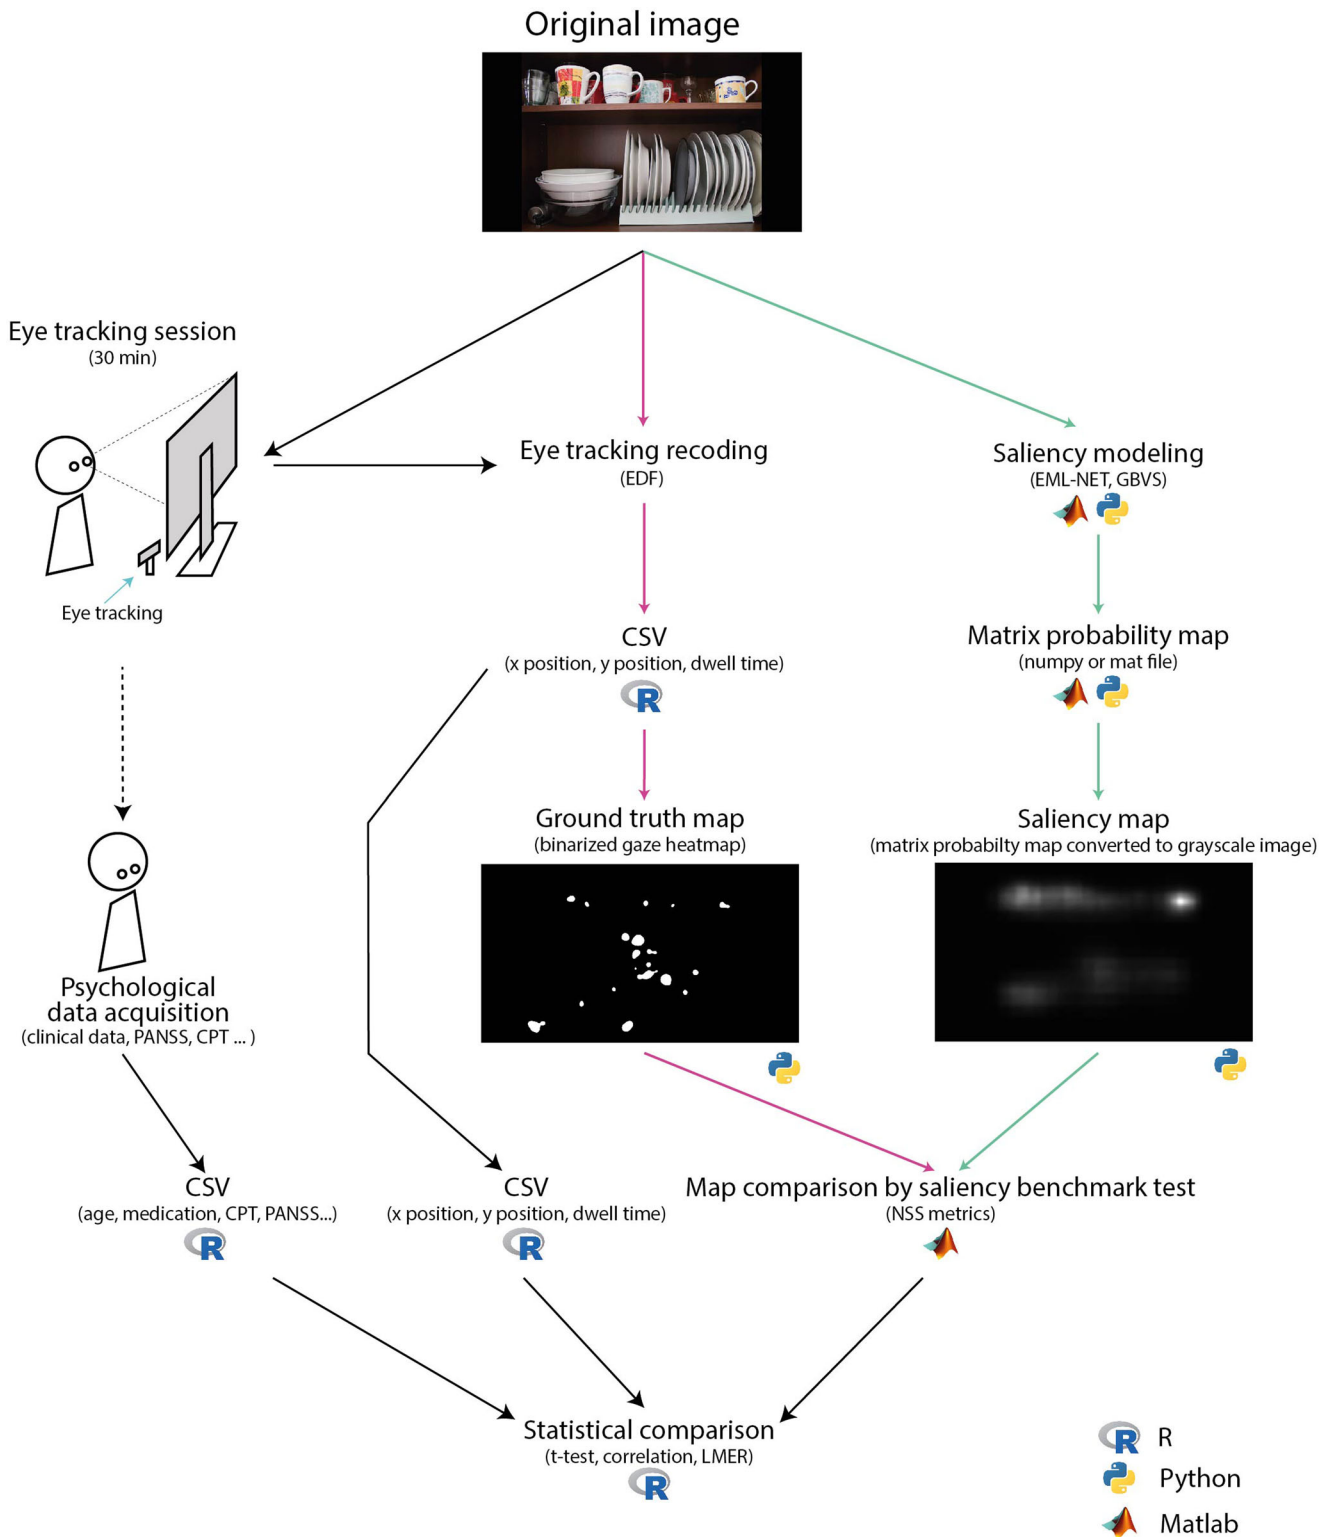 Original image
Eye tracking session
(30 min)
Eye tracking
Eye tracking recoding
(EDF)
Saliency modeling
(EML-NET, GBVS)
CSV
(x position, y position, dwell time)
R
Matrix probability map
(numpy or mat file)
Ground truth map
(binarized gaze heatmap)
Saliency map
(matrix probabilty map converted to grayscale image)
Psychological
data acquisition
(clinical data, PANSS, CPT ... )
CSV
(age, medication, CPT, PANSS...)
R
CSV
(x position, y position, dwell time)
R
Map comparison by saliency benchmark test
(NSS metrics)
Statistical comparison
(t-test, correlation, LMER)
R
R R
Python
Matlab